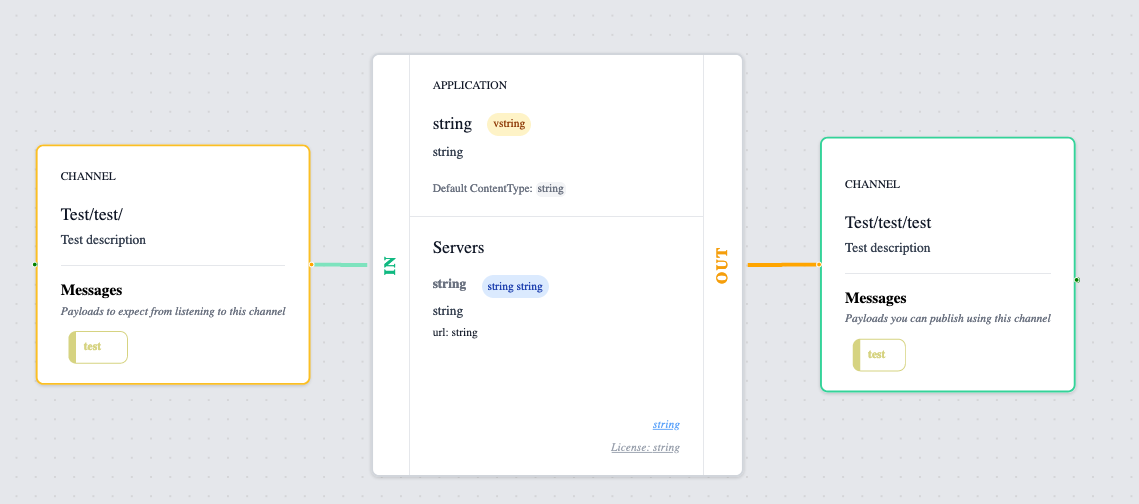 CHANNEL
Test/test/
Test description
Messages
Payloads to expect from listening to this channel
test
IN
APPLICATION
string vstring
string
Default ContentType: string
Servers
string string string
string
url: string
string
License: string
OUT
CHANNEL
Test/test/test
Test description
Messages
Payloads you can publish using this channel
test